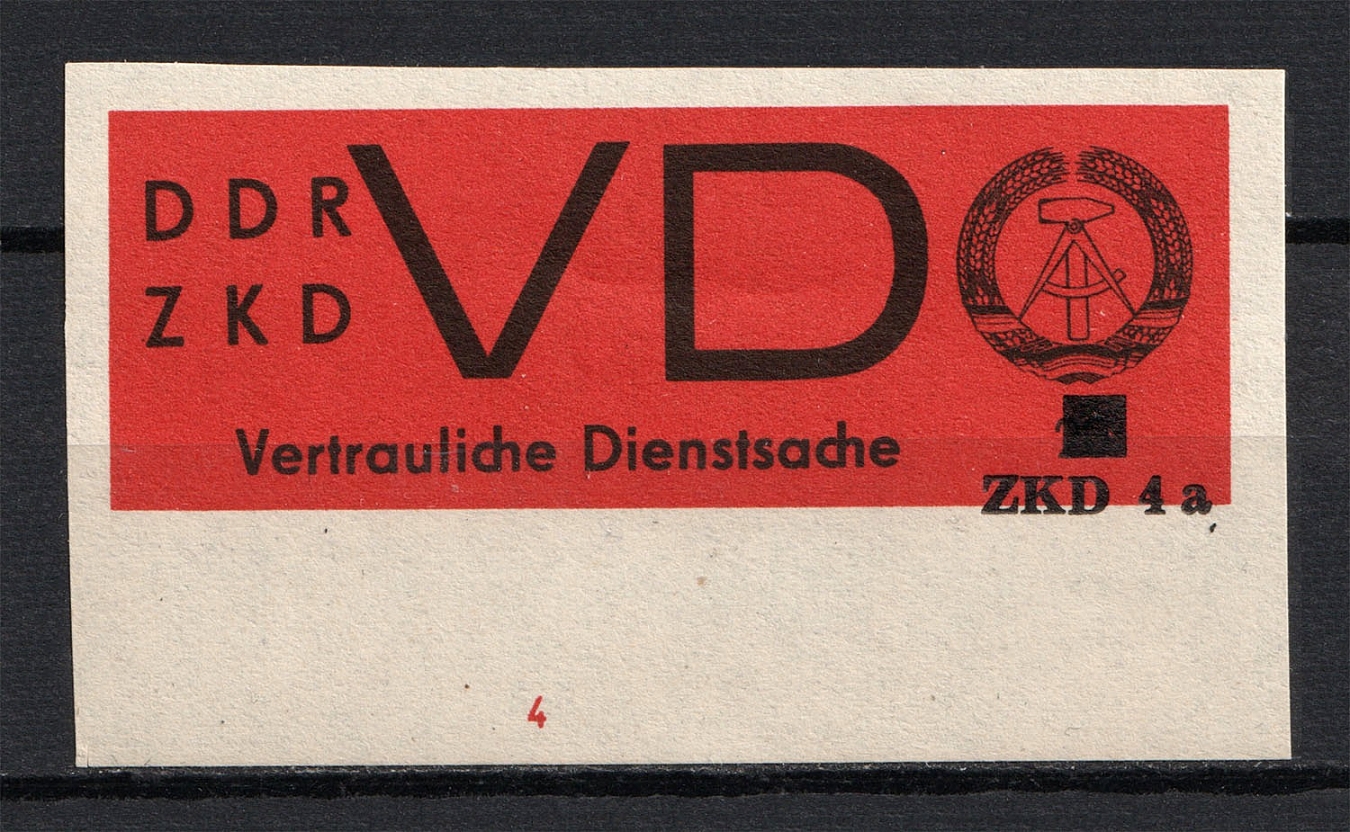 DDR
ZKD
VD
Vertrauliche Dienstsache
ZKD 4 a
4